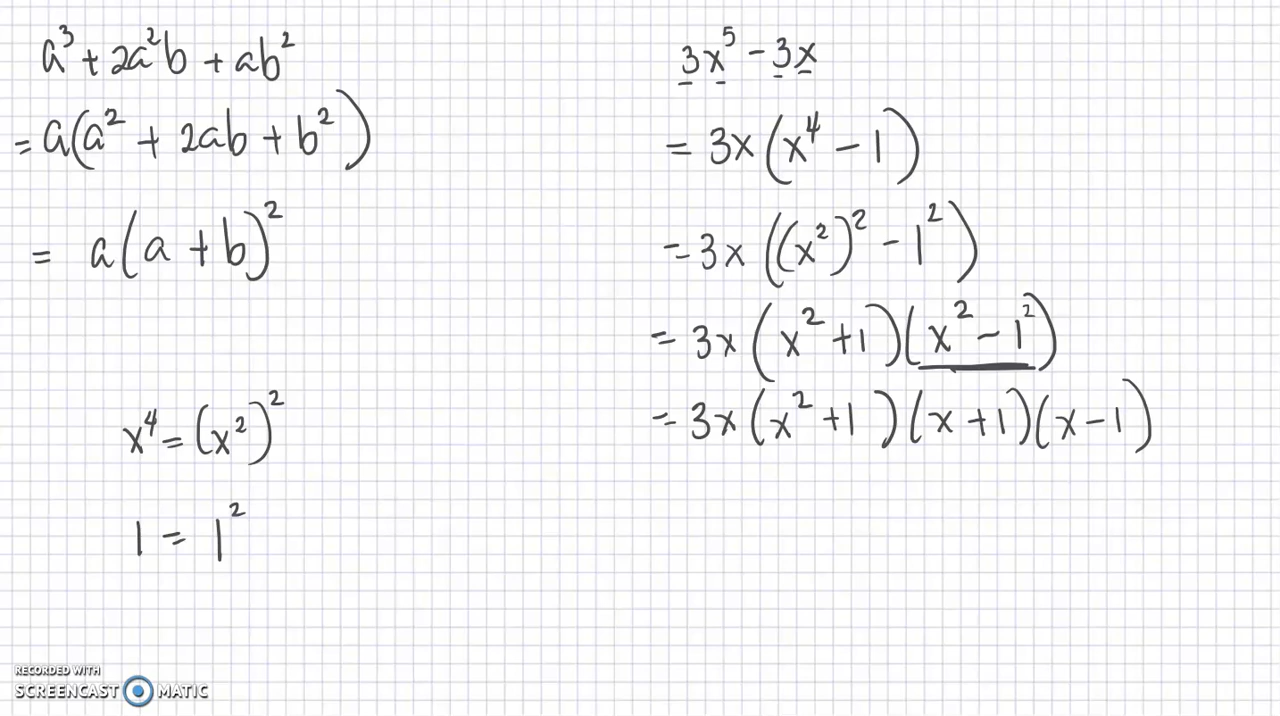 a³ + 2a²b + ab²
= a(a² + 2ab + b²)
= a(a + b)²
x⁴ = (x²)²
1 = 1²
3x⁵ - 3x
= 3x(x⁴ - 1)
= 3x((x²)² - 1²)
= 3x(x² + 1)(x² - 1²)
= 3x(x² + 1)(x + 1)(x - 1)
RECORDED WITH
SCREENCAST MATIC